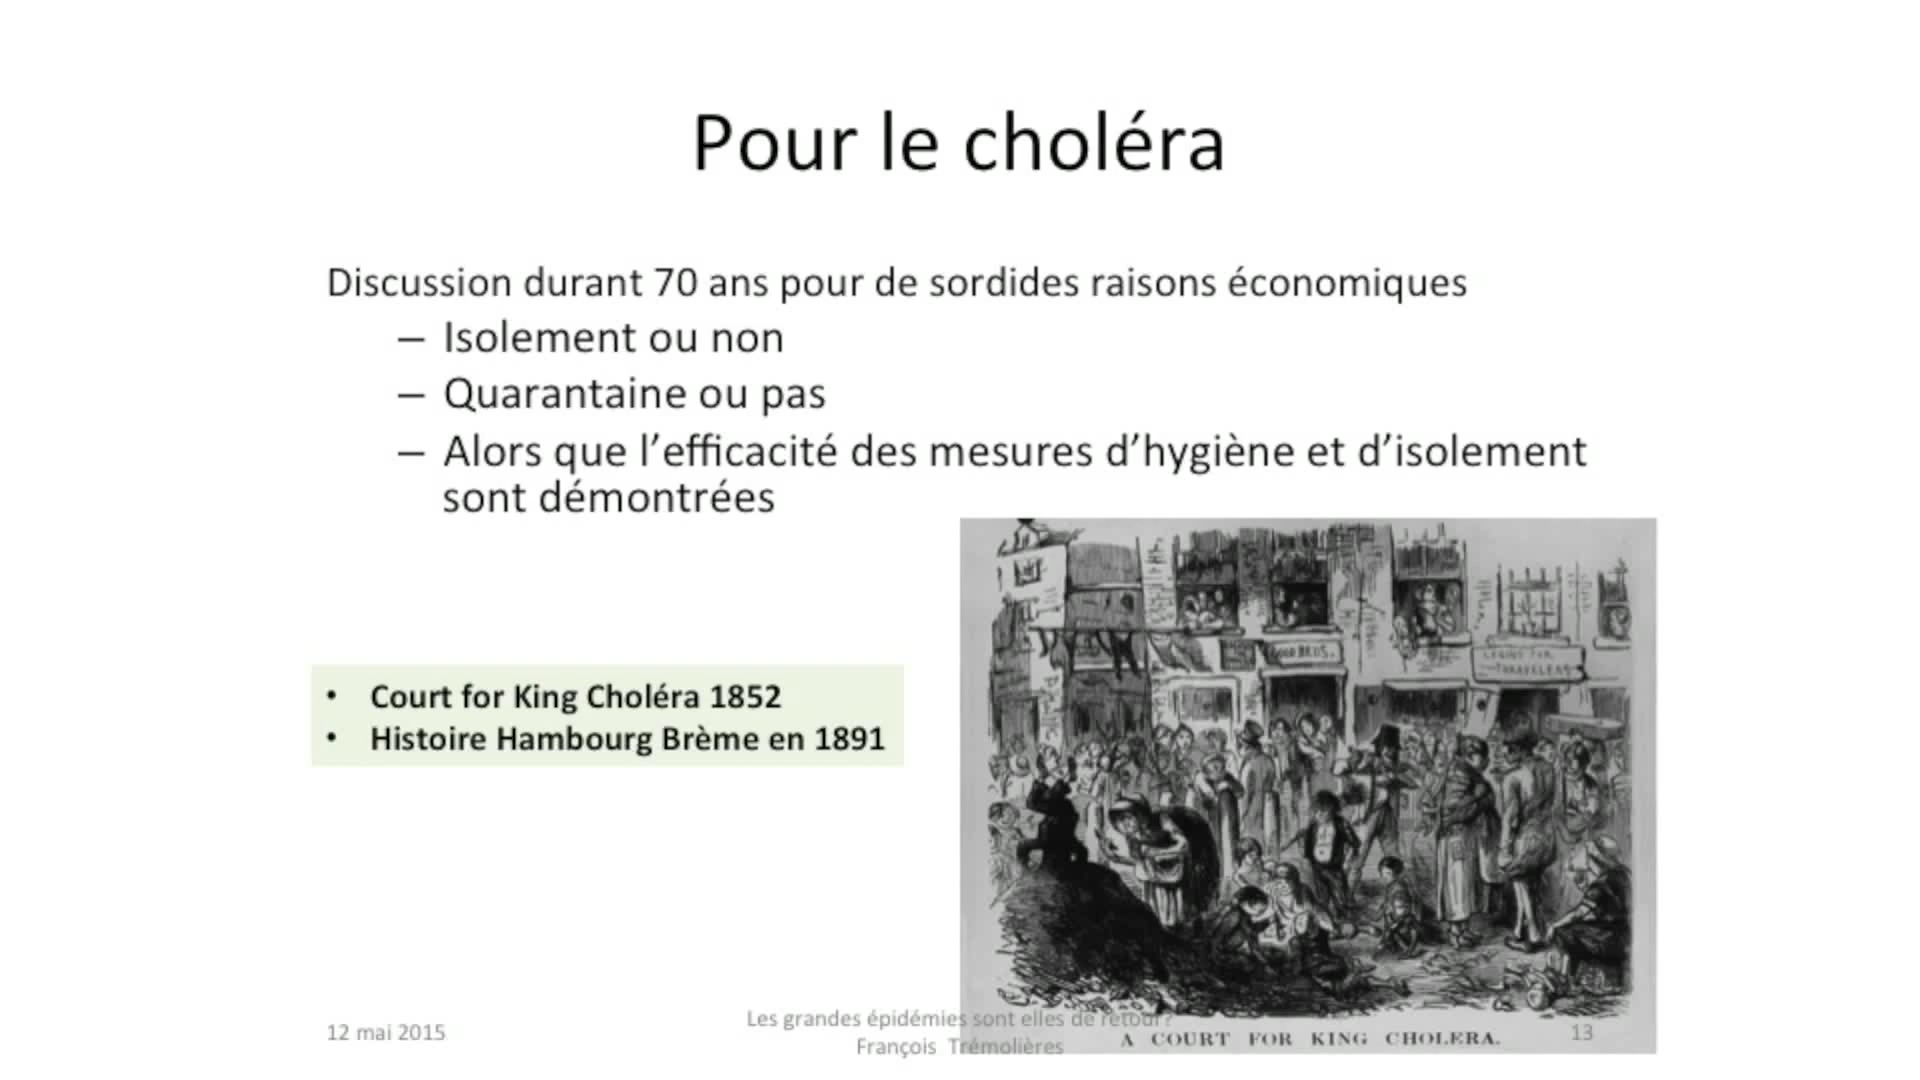 Pour le choléra
Discussion durant 70 ans pour de sordides raisons économiques
– Isolement ou non
– Quarantaine ou pas
– Alors que l’efficacité des mesures d’hygiène et d’isolement
sont démontrées
• Court for King Choléra 1852
• Histoire Hambourg Brème en 1891
BEDS.
TRAVELERS
A COURT FOR KING CHOLERA.
12 mai 2015
Les grandes épidémies sont elles de retour?
François Trémolières
13